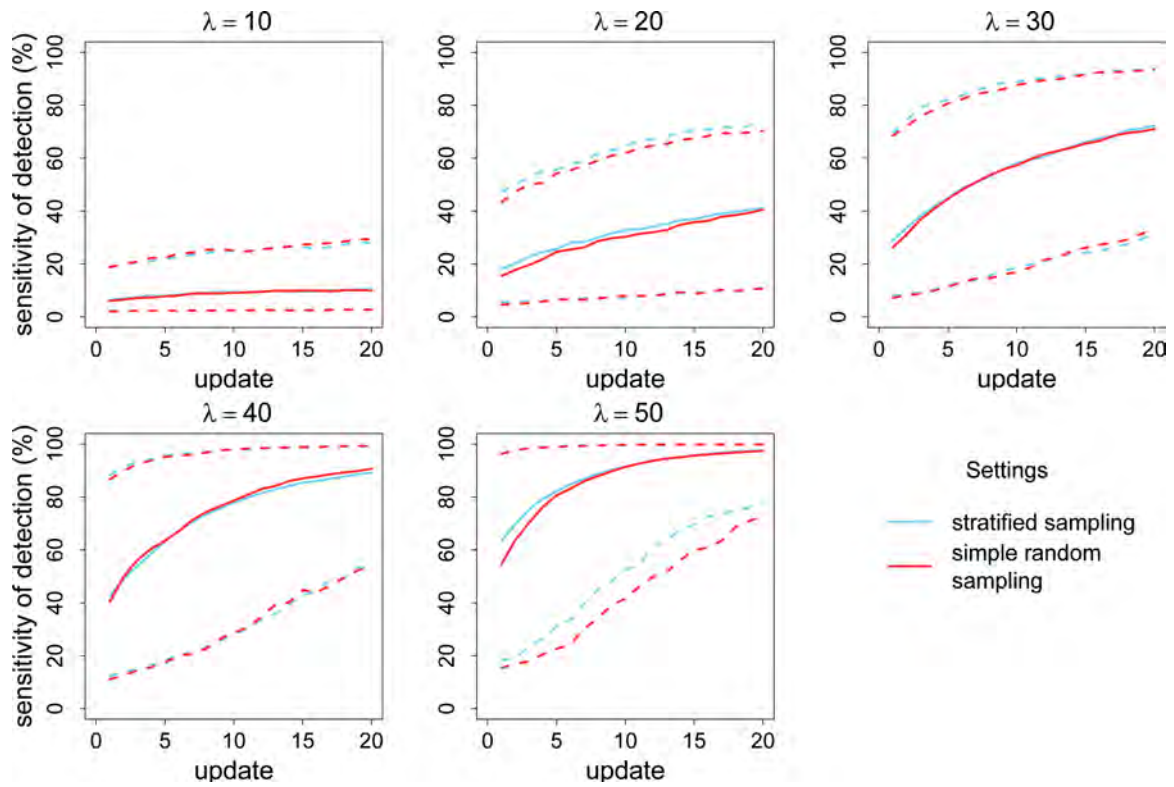 λ = 10
λ = 20
λ = 30
sensitivity of detection (%)
100
80
60
40
20
0
100
80
60
40
20
0
100
80
60
40
20
0
0 5 10 15 20
0 5 10 15 20
0 5 10 15 20
update
update
update
λ = 40
λ = 50
sensitivity of detection (%)
100
80
60
40
20
0
100
80
60
40
20
0
0 5 10 15 20
0 5 10 15 20
update
update
Settings
stratified sampling
simple random
sampling